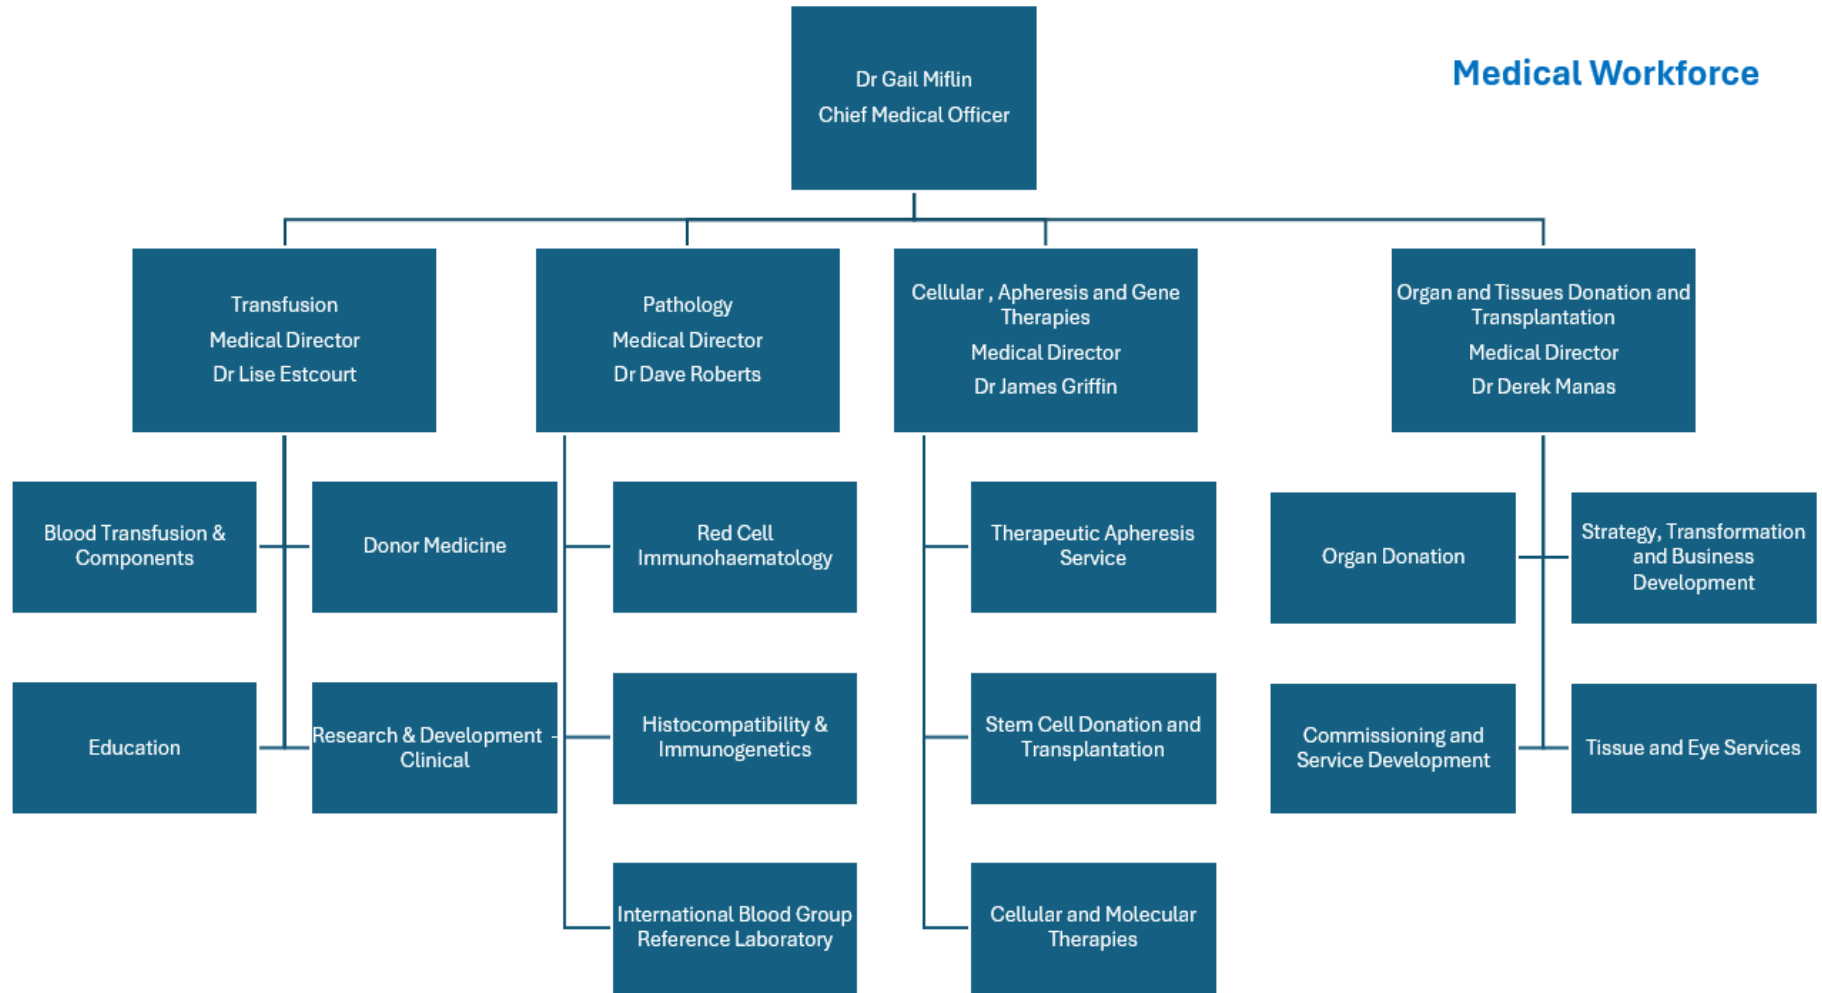 Medical Workforce
Dr Gail Miflin
Chief Medical Officer
Transfusion
Medical Director
Dr Lise Estcourt
Pathology
Medical Director
Dr Dave Roberts
Cellular , Apheresis and Gene
Therapies
Medical Director
Dr James Griffin
Organ and Tissues Donation and
Transplantation
Medical Director
Dr Derek Manas
Blood Transfusion &
Components
Donor Medicine
Education
Research & Development -
Clinical
Red Cell
Immunohaematology
Histocompatibility &
Immunogenetics
International Blood Group
Reference Laboratory
Therapeutic Apheresis
Service
Stem Cell Donation and
Transplantation
Cellular and Molecular
Therapies
Organ Donation
Strategy, Transformation
and Business
Development
Commissioning and
Service Development
Tissue and Eye Services